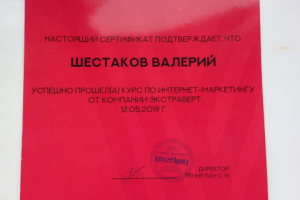 НАСТОЯЩИЙ СЕРТИФИКАТ ПОДТВЕРЖДАЕТ, ЧТО
ШЕСТАКОВ ВАЛЕРИЙ
УСПЕШНО ПРОШЕЛ(А) КУРС ПО ИНТЕРНЕТ-МАРКЕТИНГУ
ОТ КОМПАНИИ ЭКСТРАВЕРТ
12.05.2019 Г.
ДИРЕКТОР